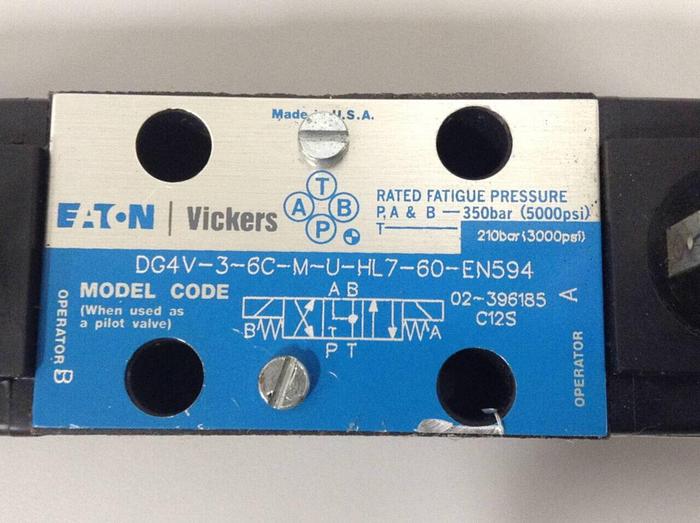 Made in U.S.A.
T
A B
P
EATON | Vickers
RATED FATIGUE PRESSURE
P, A & B — 350bar (5000psi)
T — 210bar (3000psi)
DG4V-3-6C-M-U-HL7-60-EN594
MODEL CODE
(When used as
a pilot valve)
A B
B A
P T
02-396185
C12S
OPERATOR B
OPERATOR A